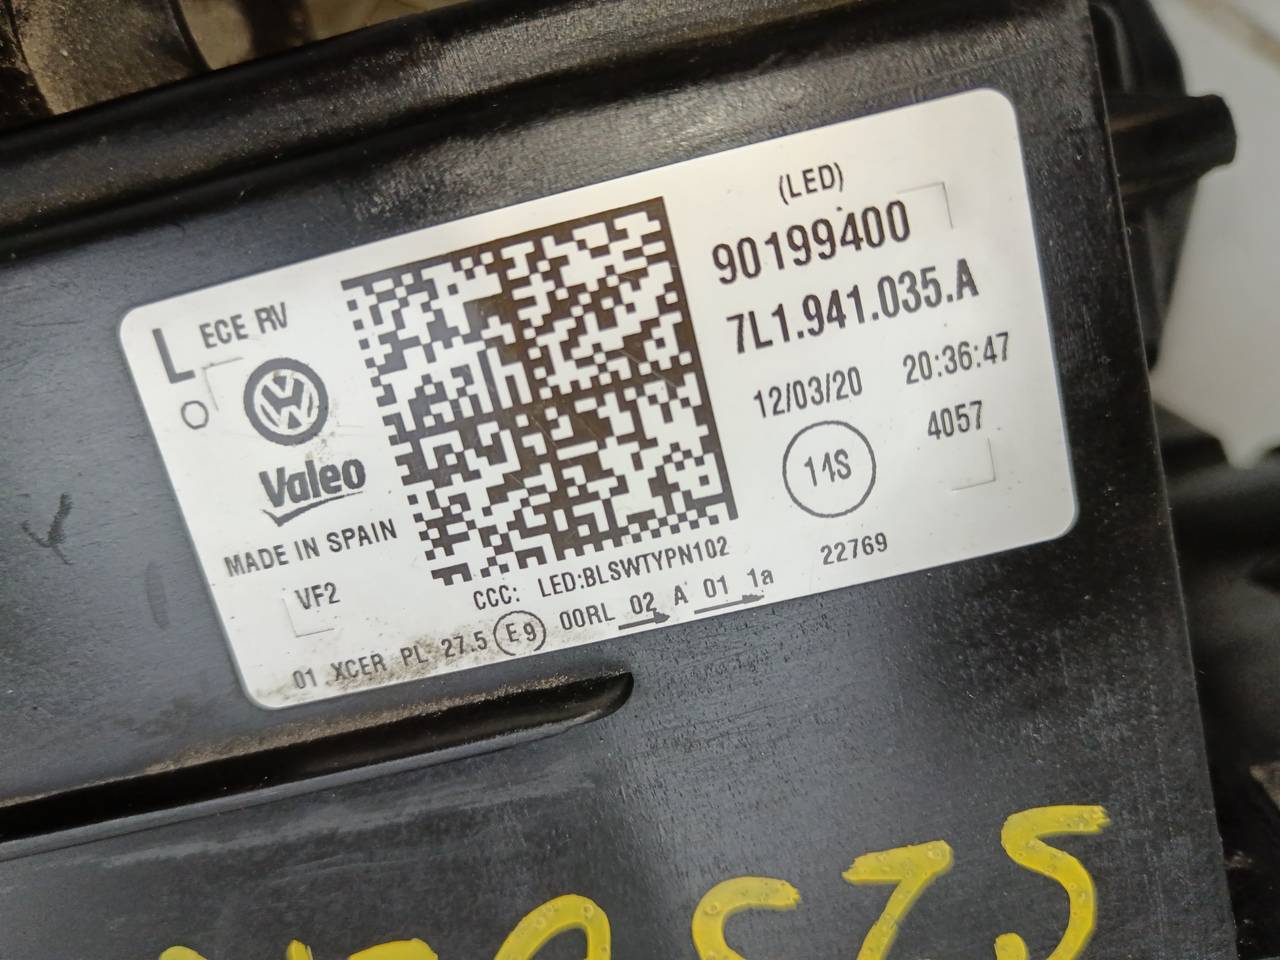 (LED)
90199400
7L1.941.035.A
12/03/20 20:36:47
4057
14S
22769
L ECE RV
Valeo
MADE IN SPAIN
VF2
CCC: LED:BLSWTYPN102
01 XCER PL 27.5 E9 00RL 02 A 01 1a